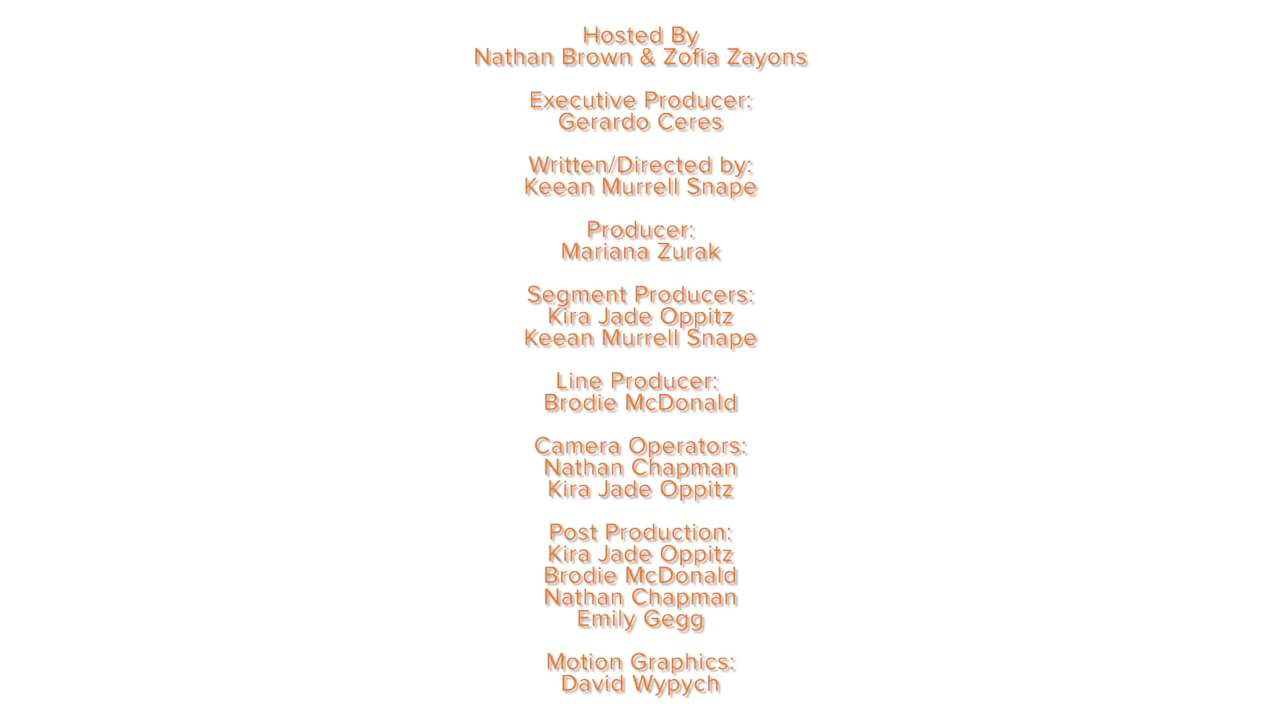 Hosted By
Nathan Brown & Zofia Zayons
Executive Producer:
Gerardo Ceres
Written/Directed by:
Keean Murrell Snape
Producer:
Mariana Zurak
Segment Producers:
Kira Jade Oppitz
Keean Murrell Snape
Line Producer:
Brodie McDonald
Camera Operators:
Nathan Chapman
Kira Jade Oppitz
Post Production:
Kira Jade Oppitz
Brodie McDonald
Nathan Chapman
Emily Gegg
Motion Graphics:
David Wypych